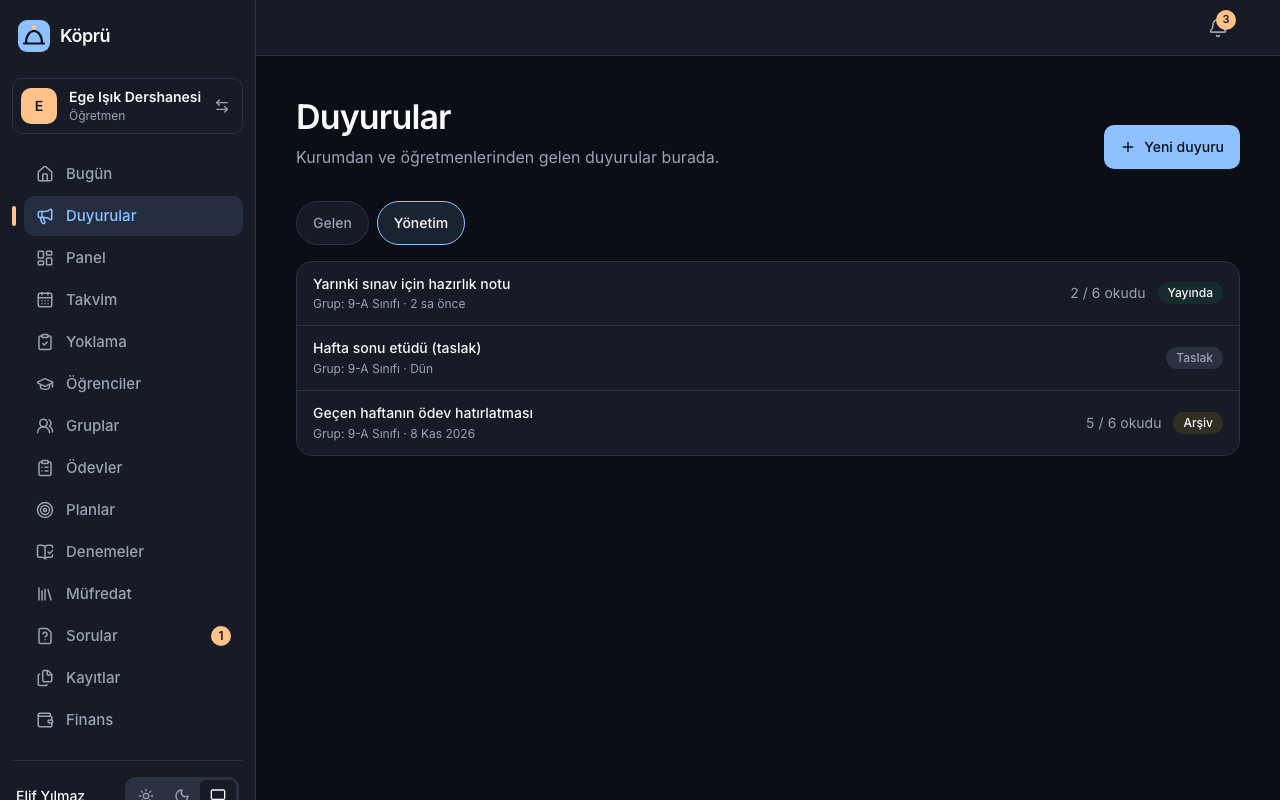 Köprü
3
E
Ege Işık Dershanesi
Öğretmen
Bugün
Duyurular
Panel
Takvim
Yoklama
Öğrenciler
Gruplar
Ödevler
Planlar
Denemeler
Müfredat
Sorular
1
Kayıtlar
Finans
Elif Yılmaz
Duyurular
Kurumdan ve öğretmenlerinden gelen duyurular burada.
Yeni duyuru
Gelen
Yönetim
Yarınki sınav için hazırlık notu
Grup: 9-A Sınıfı · 2 sa önce
2 / 6 okudu
Yayında
Hafta sonu etüdü (taslak)
Grup: 9-A Sınıfı · Dün
Taslak
Geçen haftanın ödev hatırlatması
Grup: 9-A Sınıfı · 8 Kas 2026
5 / 6 okudu
Arşiv